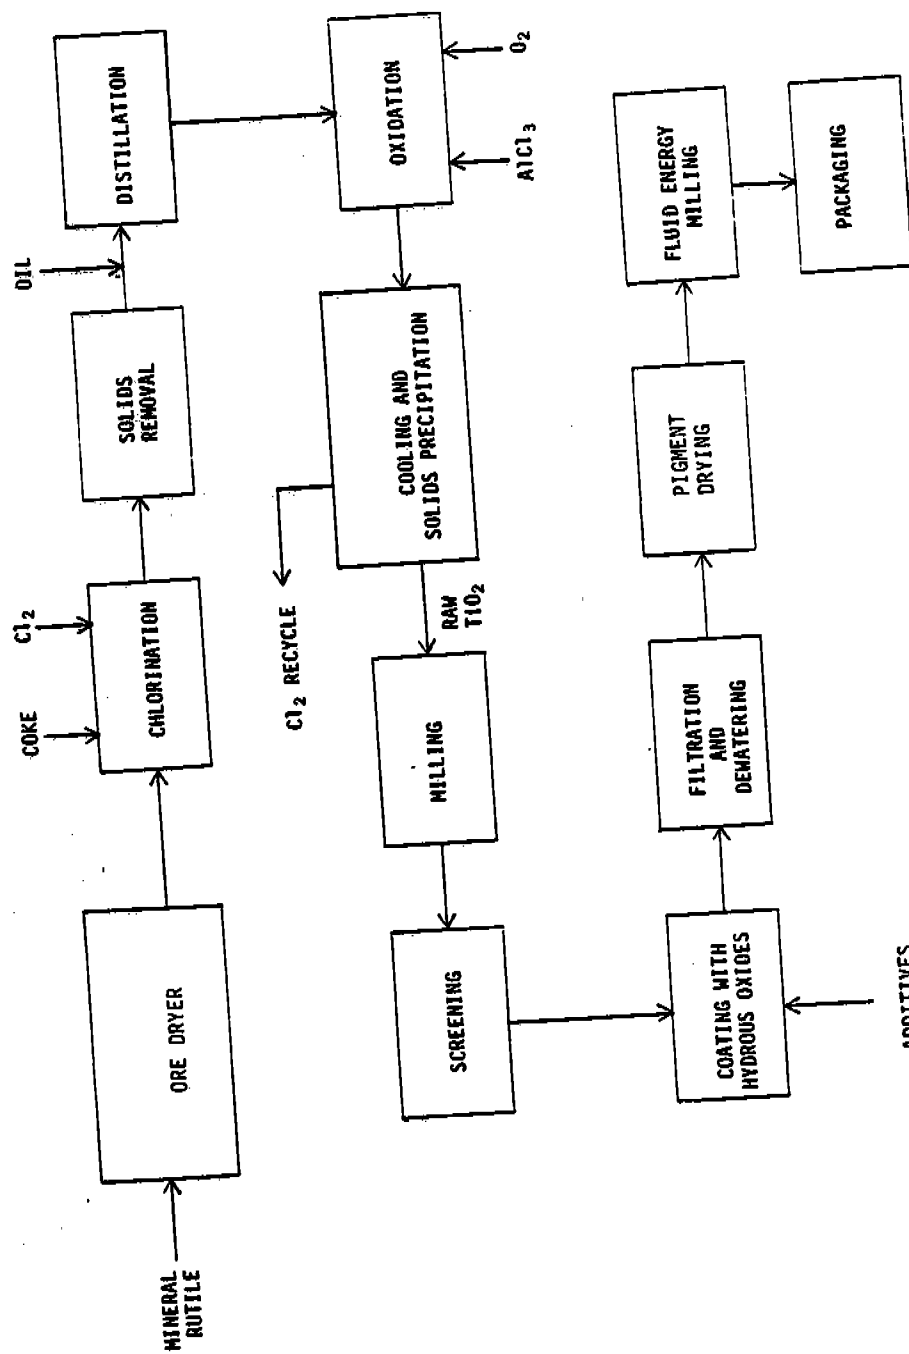 MINERAL
RUTILE
ORE DRYER
COKE
Cl₂
CHLORINATION
SOLIDS
REMOVAL
OIL
DISTILLATION
OXIDATION
AlCl₃
O₂
COOLING AND
SOLIDS PRECIPITATION
Cl₂ RECYCLE
RAW
TiO₂
MILLING
SCREENING
COATING WITH
HYDROUS OXIDES
ADDITIVES
FILTRATION
AND
DEWATERING
PIGMENT
DRYING
FLUID ENERGY
MILLING
PACKAGING